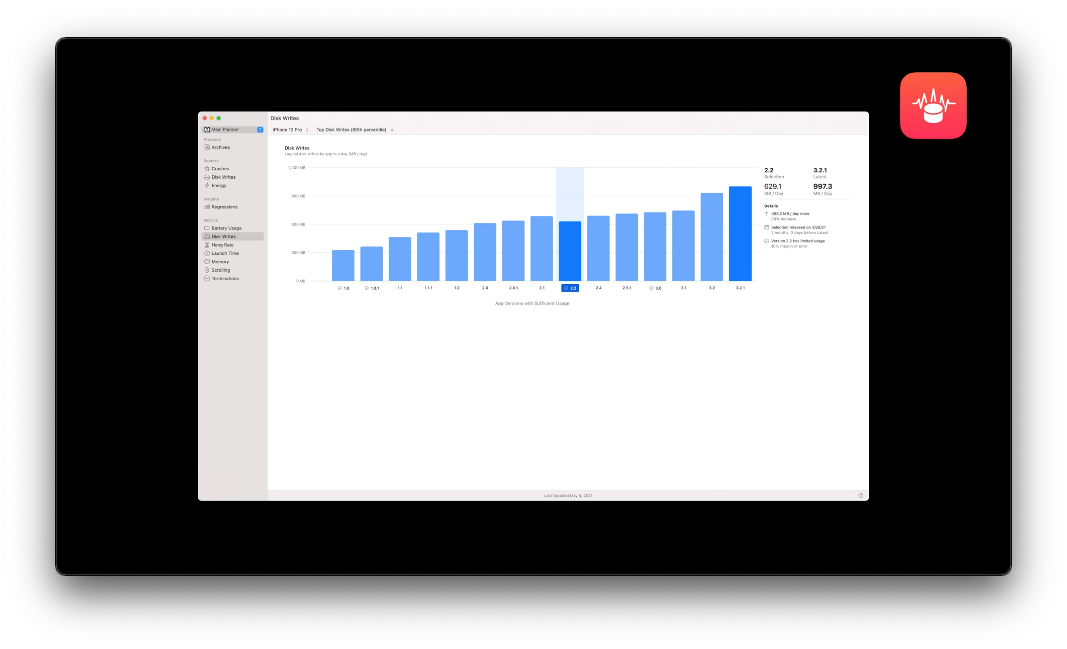 Disk Writes
Meal Planner
iPhone 12 Pro
Top Disk Writes (90th percentile)
Products
Archives
Reports
Crashes
Disk Writes
Energy
Insights
Regressions
Metrics
Battery Usage
Disk Writes
Hang Rate
Launch Time
Memory
Scrolling
Terminations
Disk Writes
Logical disk writes by app in a day (MB / day)
1,200 MB
900 MB
600 MB
300 MB
0 MB
1.0
1.0.1
1.1
1.1.1
1.2
2.0
2.0.1
2.1
2.2
2.4
2.5.1
3.0
3.1
3.2
3.2.1
App Versions with Sufficient Usage
2.2
Selection
3.2.1
Latest
629.1
MB / Day
997.3
MB / Day
Details
368.2 MB / day more
Selection released on
2 months, 3 days before Latest
Version 2.2 has limited usage
margin of error
Last Updated May 4, 2021